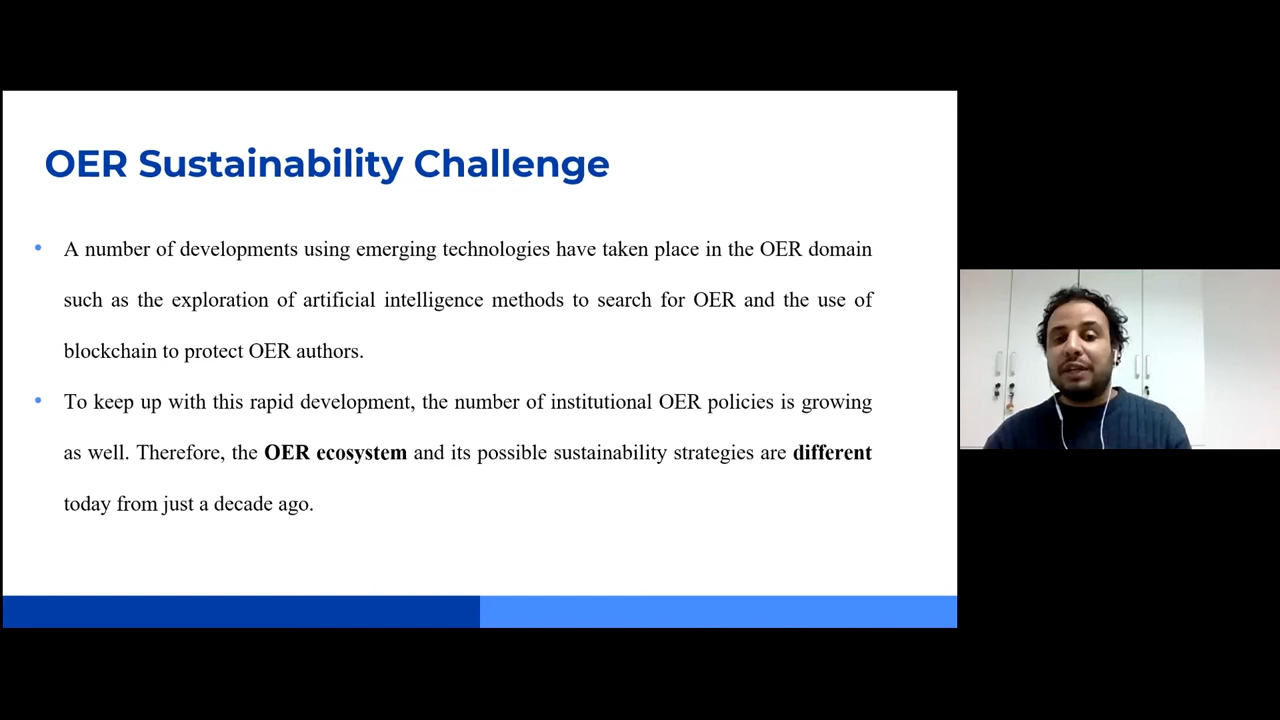 OER Sustainability Challenge
• A number of developments using emerging technologies have taken place in the OER domain
such as the exploration of artificial intelligence methods to search for OER and the use of
blockchain to protect OER authors.
• To keep up with this rapid development, the number of institutional OER policies is growing
as well. Therefore, the OER ecosystem and its possible sustainability strategies are different
today from just a decade ago.